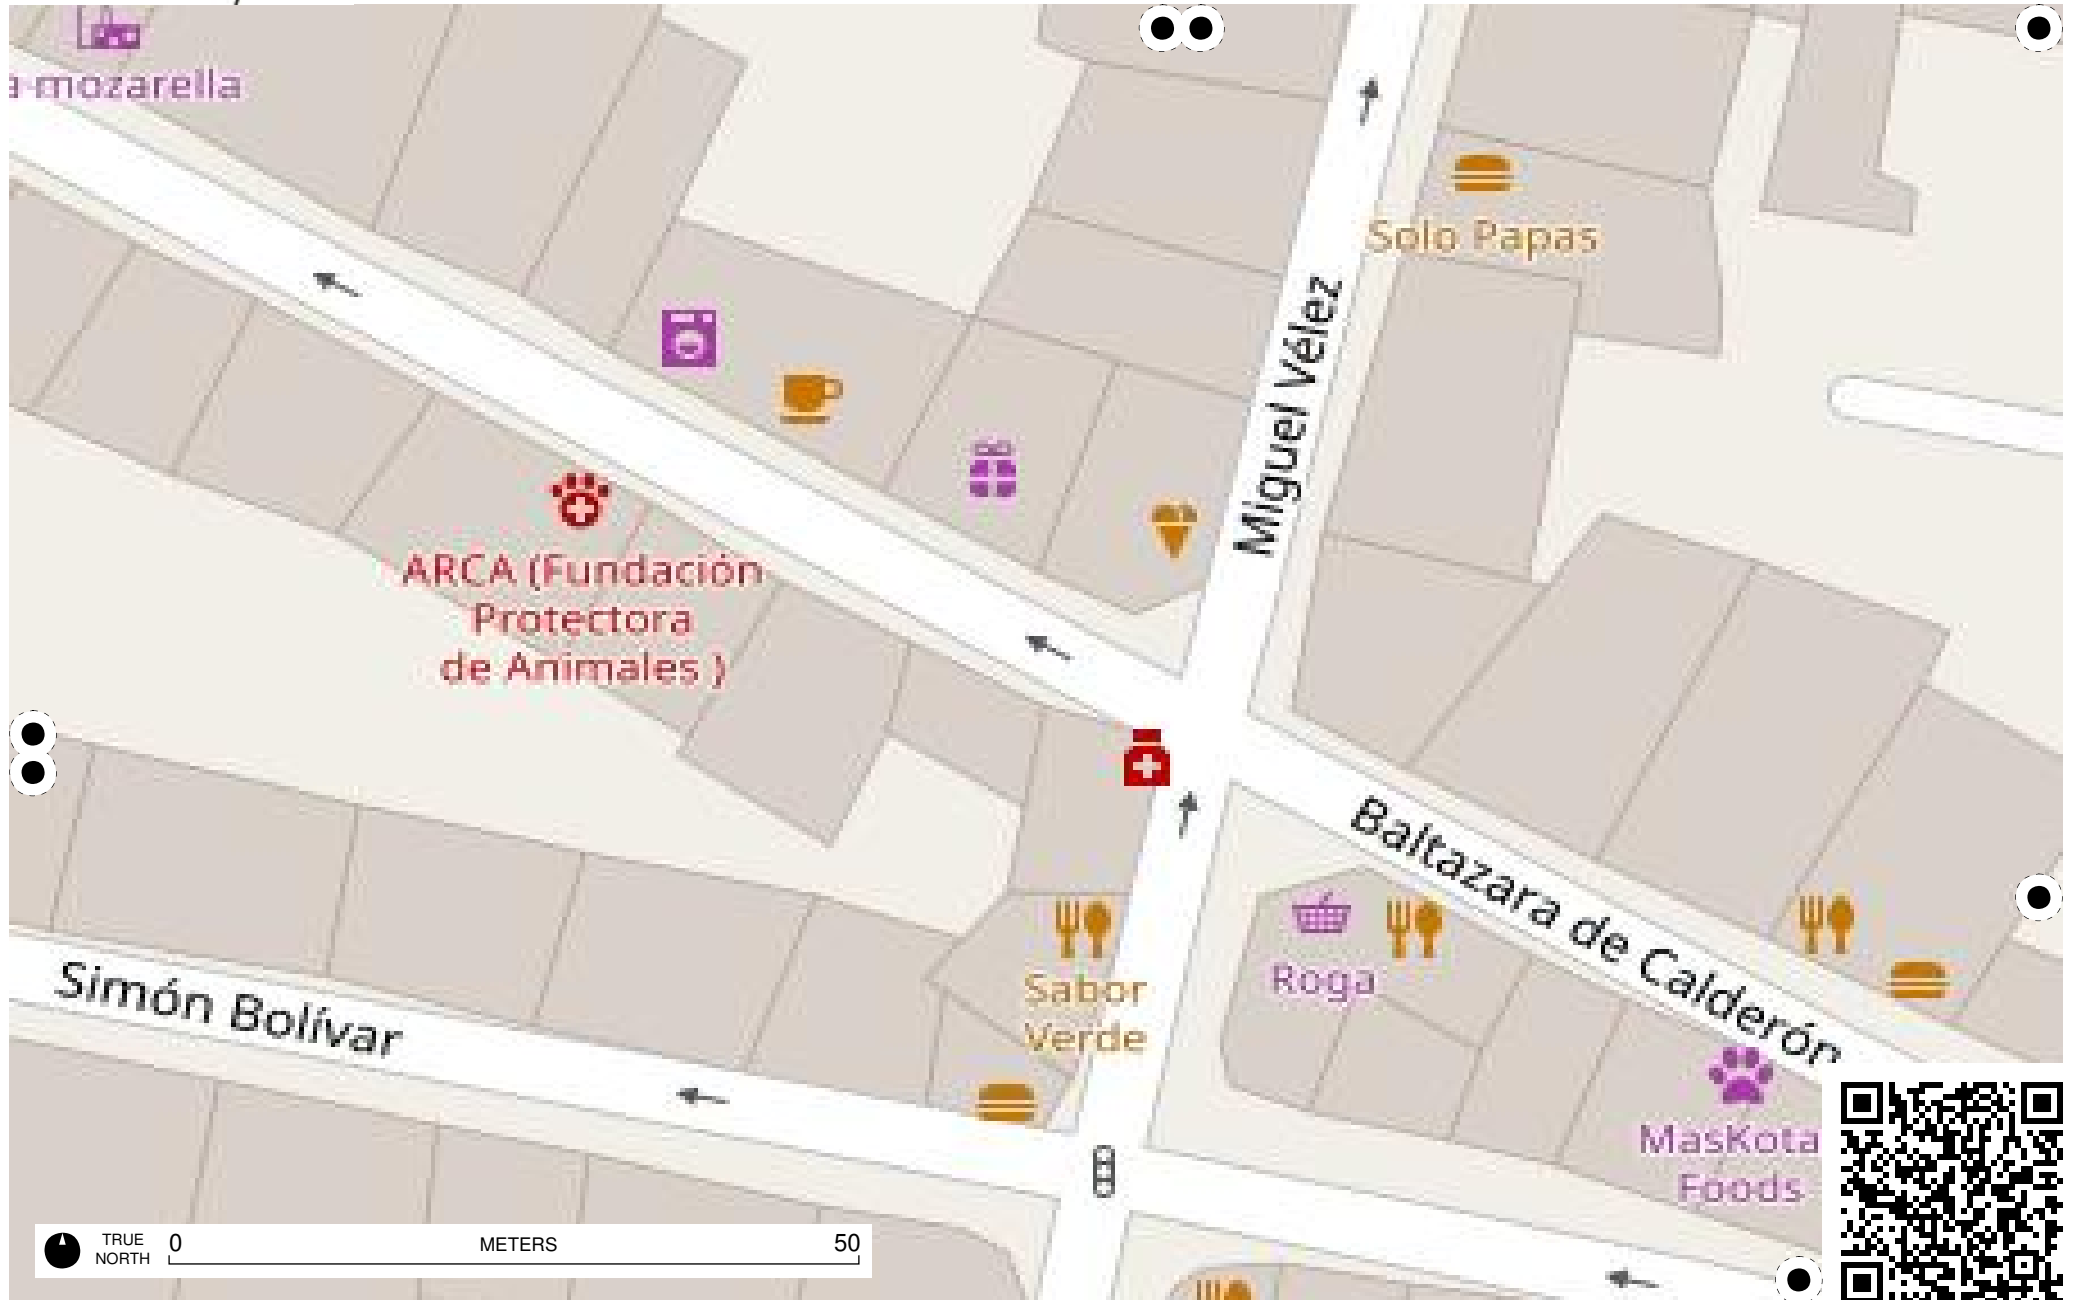 a-mozarella
Solo Papas
Miguel Vélez
ARCA (Fundación
Protectora
de Animales )
Baltazara de Calderón
Roga
Sabor
Verde
Simón Bolívar
MasKota
Foods
TRUE
NORTH
0 METERS 50